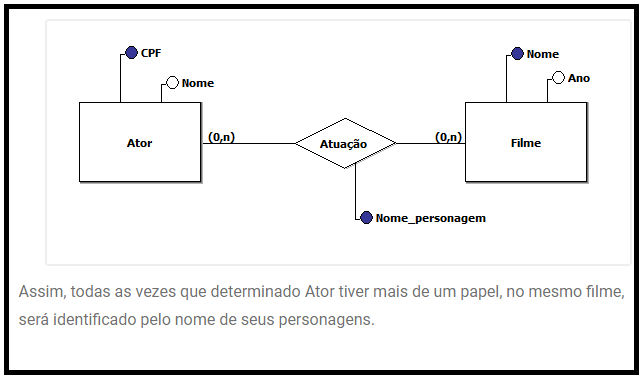 CPF
Nome
Nome
Ano
Ator
(0,n)
Atuação
(0,n)
Filme
Nome_personagem
Assim, todas as vezes que determinado Ator tiver mais de um papel, no mesmo filme,
será identificado pelo nome de seus personagens.